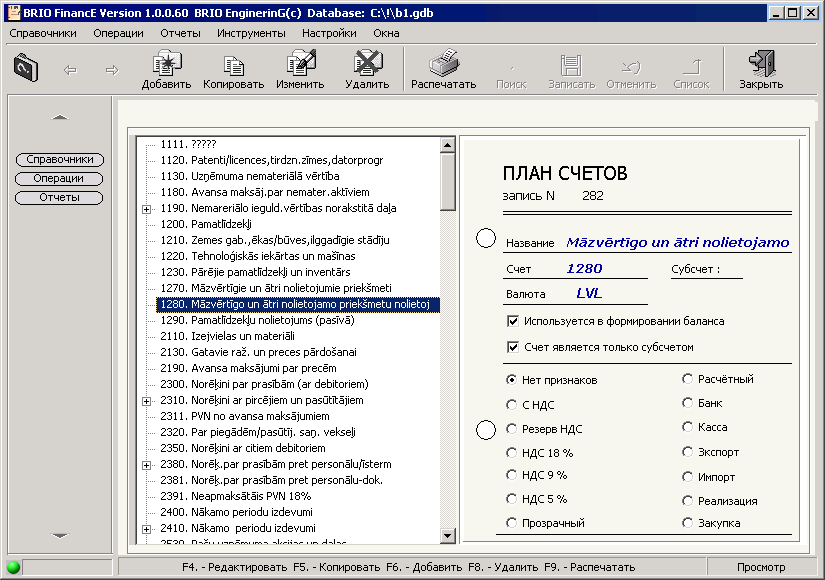 BRIO FinancE Version 1.0.0.60 BRIO EnginerinG(c) Database: C:\!\b1.gdb
Справочники Операции Отчеты Инструменты Настройки Окна
Добавить Копировать Изменить Удалить Распечатать Поиск Записать Отменить Список Закрыть
Справочники
Операции
Отчеты
1111. ?????
1120. Patenti/licences,tirdzn.zīmes,datorprogr
1130. Uzņēmuma nemateriālā vērtība
1180. Avansa maksāj.par nemater.aktīviem
1190. Nemareriālo ieguld.vērtības norakstītā daļa
1200. Pamatlīdzekļi
1210. Zemes gab.,ēkas/būves,ilggadīgie stādīju
1220. Tehnoloģiskās iekārtas un mašīnas
1230. Pārējie pamatlīdzekļi un inventārs
1270. Māzvērtīgie un ātri nolietojumie priekšmeti
1280. Māzvērtīgo un ātri nolietojamo priekšmetu nolietoj
1290. Pamatlīdzekļu nolietojums (pasīvā)
2110. Izejvielas un materiāli
2130. Gatavie raž. un preces pārdošanai
2190. Avansa maksājumi par precēm
2300. Norēķini par prasībām (ar debitoriem)
2310. Norēķini ar pircējiem un pasūtītājiem
2311. PVN no avansa maksājumiem
2320. Par piegādēm/pasūtīj. saņ. vekseļi
2350. Norēķini ar citiem debitoriem
2380. Norēķ.par prasībām pret personālu/īsterm
2381. Norēķ.par prasībām pret personālu-dok.
2391. Neapmaksātais PVN 18%
2400. Nākamo periodu izdevumi
2410. Nākamo periodu izdevumi
2530. Pašu uzņēmuma akcijas un daļas
ПЛАН СЧЕТОВ
запись N 282
Название Māzvērtīgo un ātri nolietojamo
Счет 1280 Субсчет :
Валюта LVL
Используется в формировании баланса
Счет является только субсчетом
Нет признаков Расчётный
С НДС Банк
Резерв НДС Касса
НДС 18 % Экспорт
НДС 9 % Импорт
НДС 5 % Реализация
Прозрачный Закупка
F4. - Редактировать F5. - Копировать F6. - Добавить F8. - Удалить F9. - Распечатать Просмотр